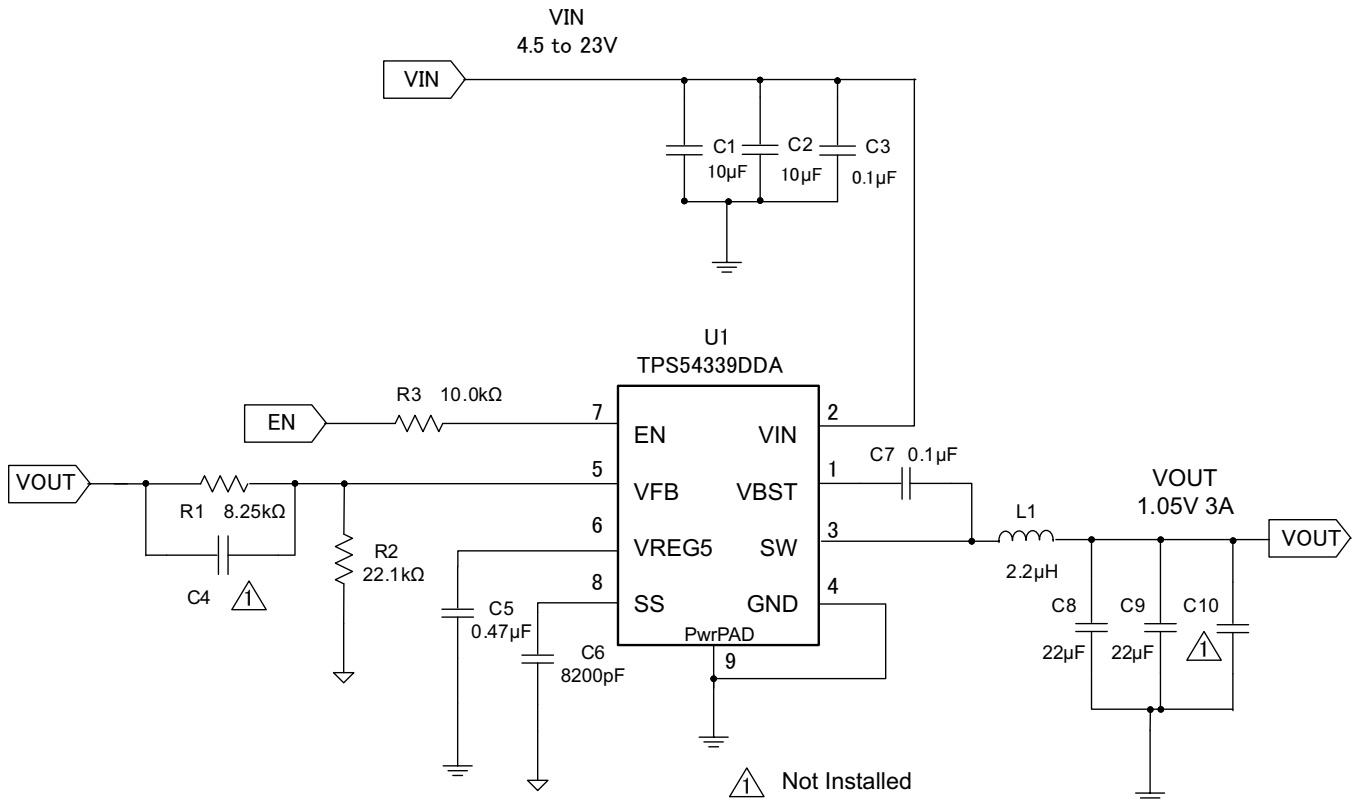 VIN
4.5 to 23V
VIN
C1
10µF
C2
10µF
C3
0.1µF
U1
TPS54339DDA
R3 10.0kΩ
EN
7
EN
VIN
2
C7 0.1µF
VOUT
5
VFB
VBST
1
R1 8.25kΩ
C4
1
R2
22.1kΩ
6
VREG5
SW
3
L1
2.2µH
VOUT
1.05V 3A
VOUT
8
SS
GND
4
PwrPAD
9
C5
0.47µF
C6
8200pF
C8
22µF
C9
22µF
C10
1
1 Not Installed